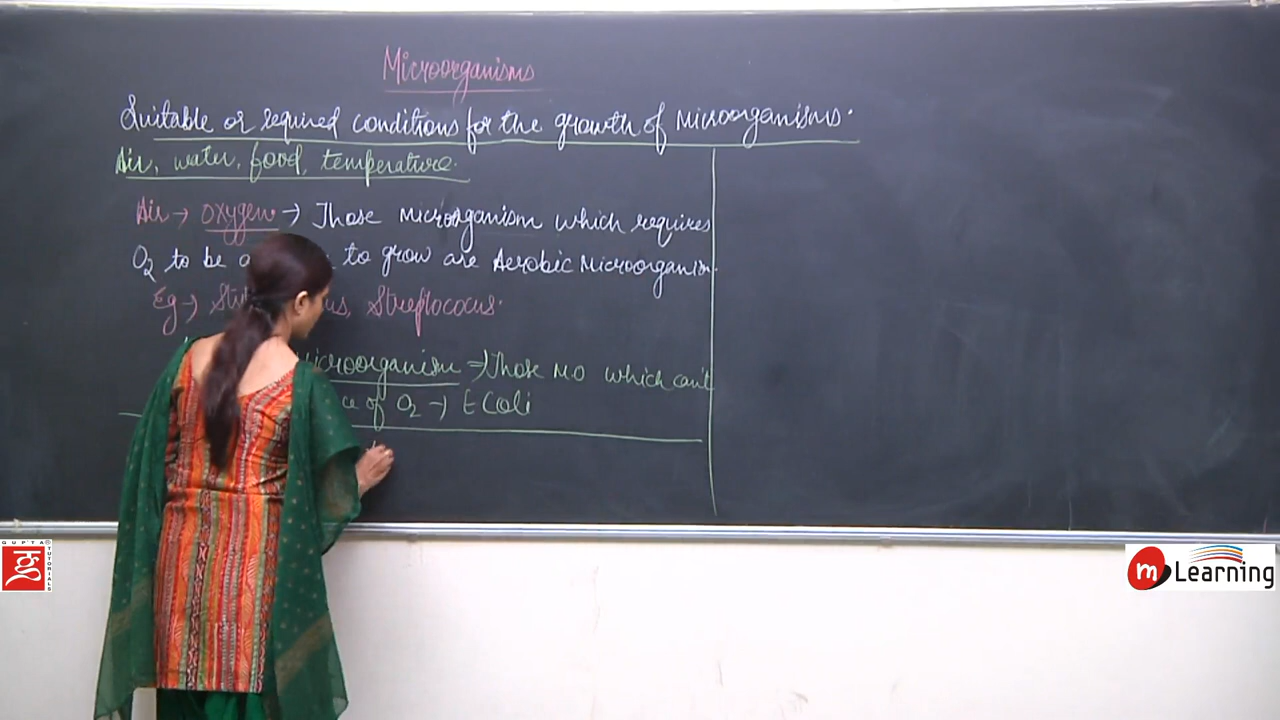 Microorganisms
Suitable or required conditions for the growth of microorganisms.
Air, water, food, temperature.
Air → Oxygen → Those microorganism which requires
O2 to be to grow are Aerobic Microorganism.
Eg → Streptococus.
Microorganism → Those M.O which can't
of O2 → E Coli
GUPTA TUTORIALS
m Learning